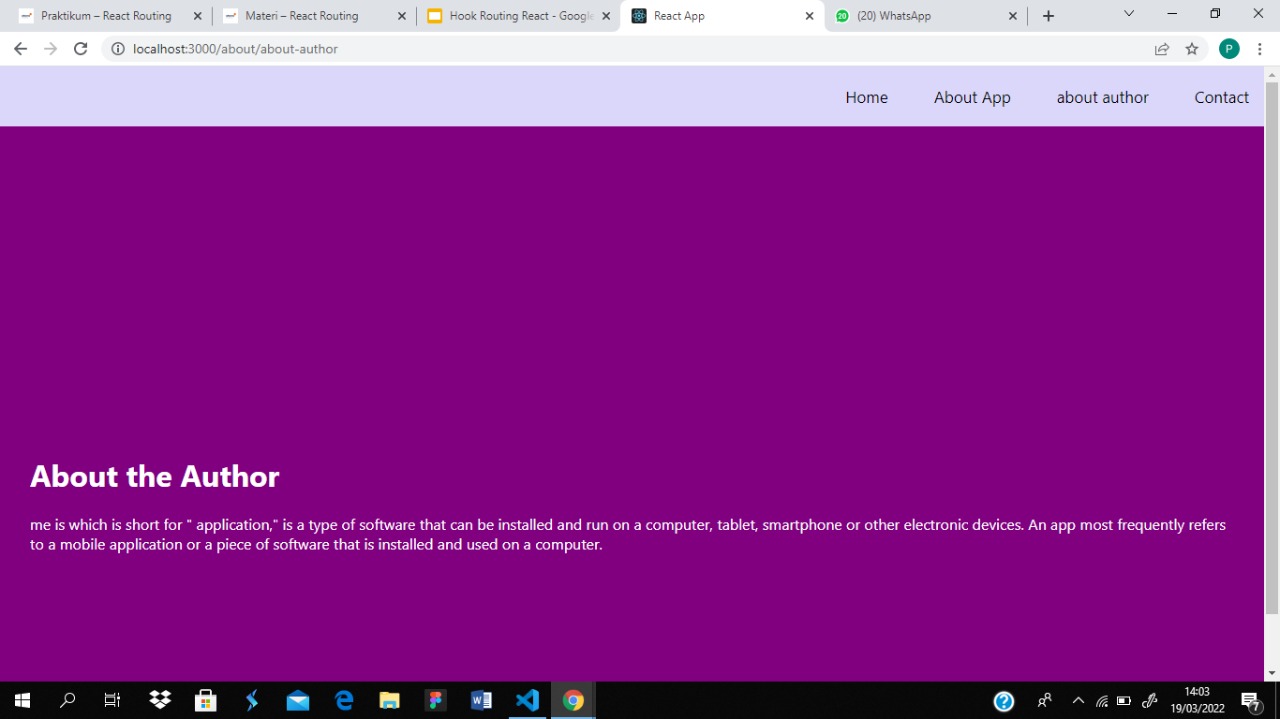 Praktikum – React Routing
Materi – React Routing
Hook Routing React - Google
React App
(20) WhatsApp
localhost:3000/about/about-author
P
Home
About App
about author
Contact
About the Author
me is which is short for " application," is a type of software that can be installed and run on a computer, tablet, smartphone or other electronic devices. An app most frequently refers
to a mobile application or a piece of software that is installed and used on a computer.
14:03
19/03/2022
7